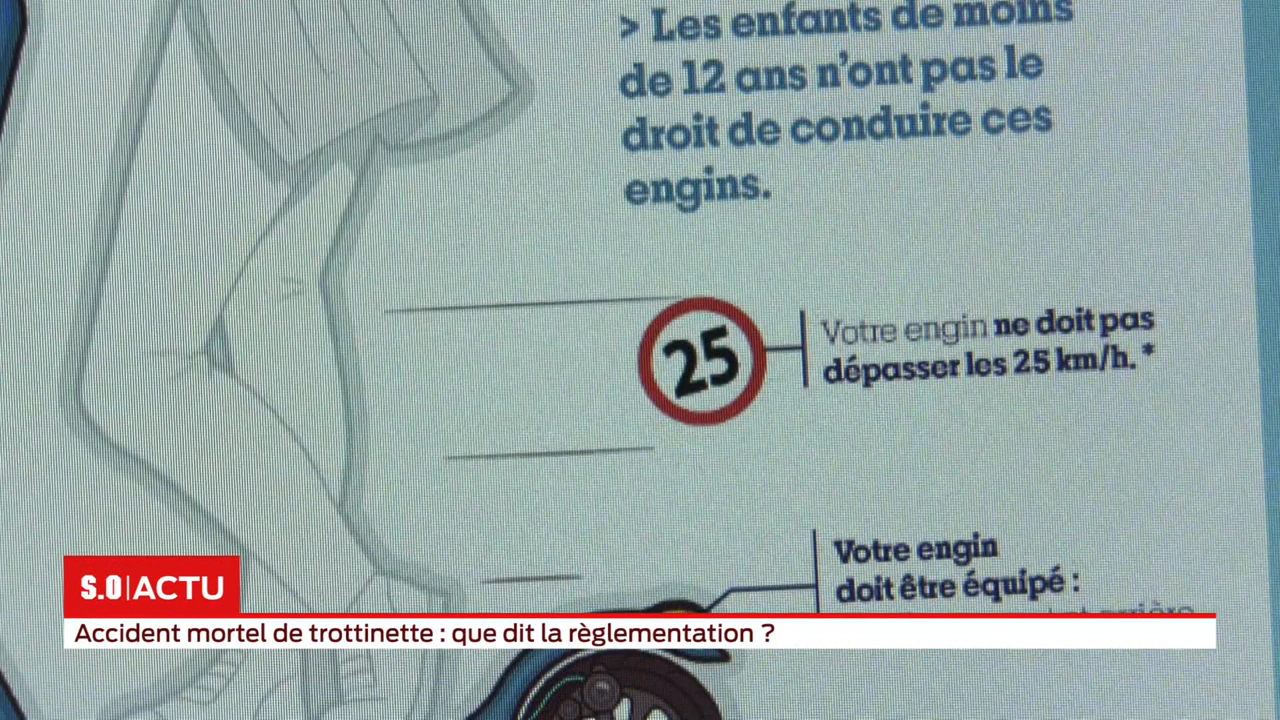 > Les enfants de moins
de 12 ans n'ont pas le
droit de conduire ces
engins.
25
Votre engin ne doit pas
dépasser les 25 km/h. *
Votre engin
doit être équipé :
S.O|ACTU
Accident mortel de trottinette : que dit la règlementation ?